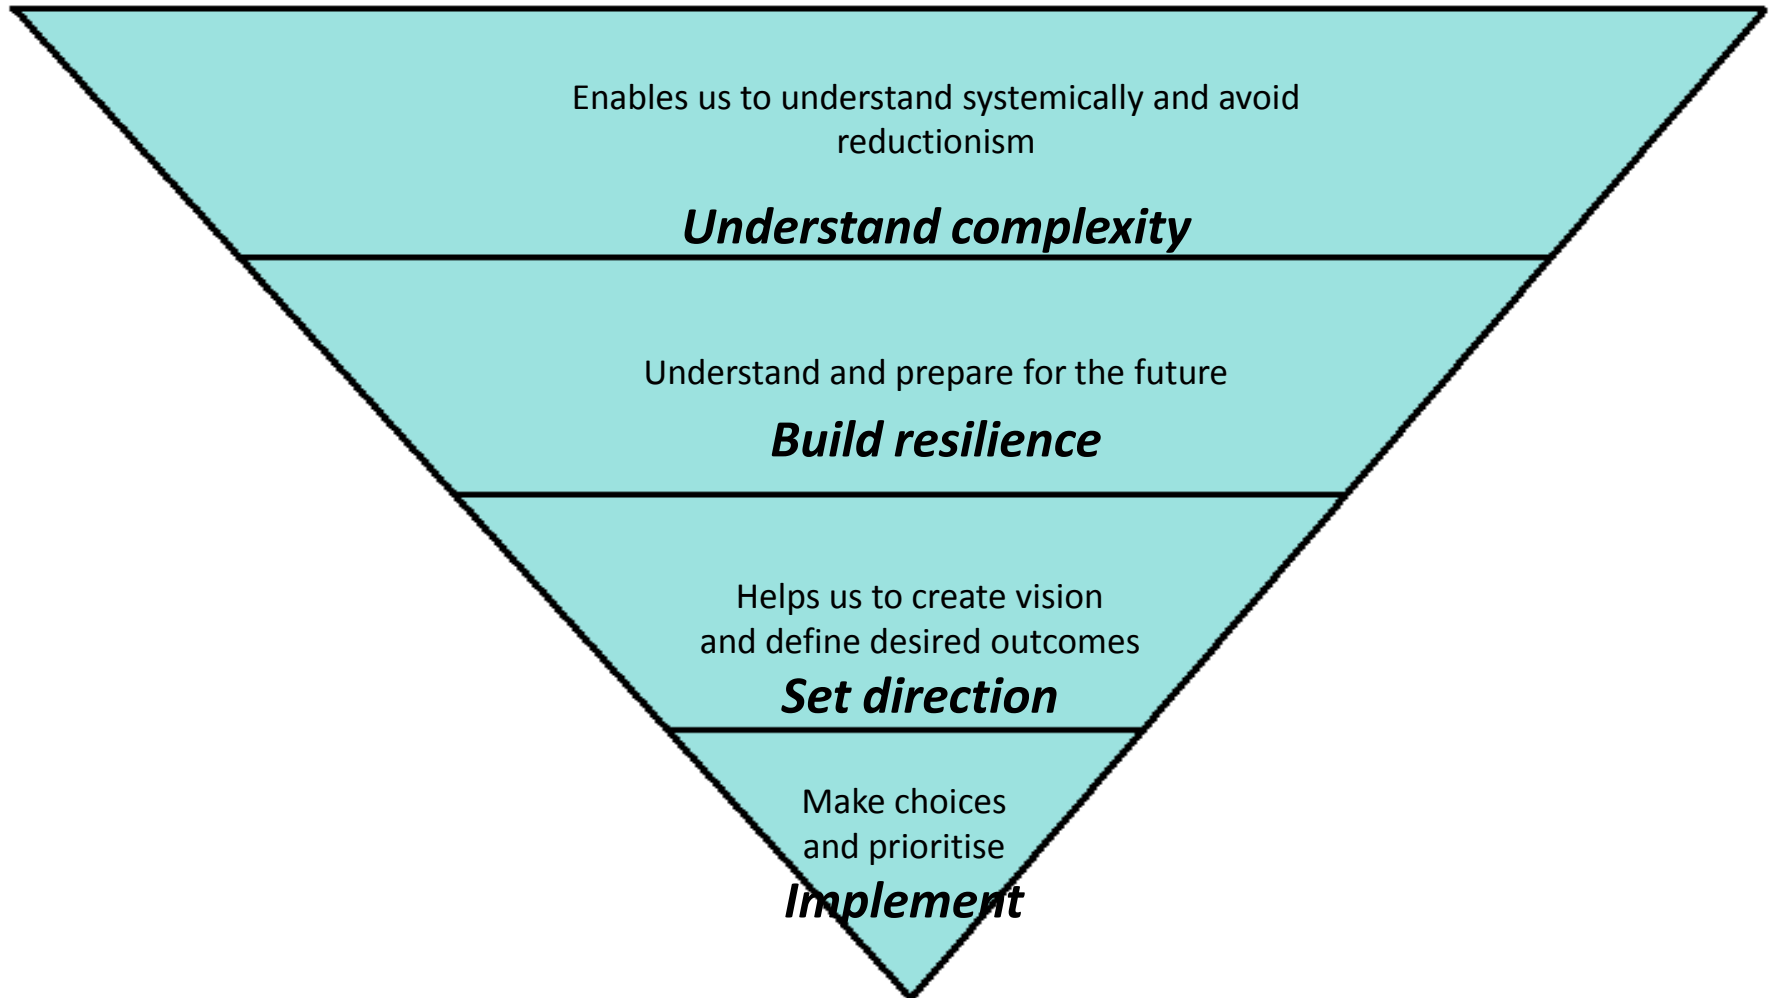 Enables us to understand systemically and avoid
reductionism
Understand complexity
Understand and prepare for the future
Build resilience
Helps us to create vision
and define desired outcomes
Set direction
Make choices
and prioritise
Implement